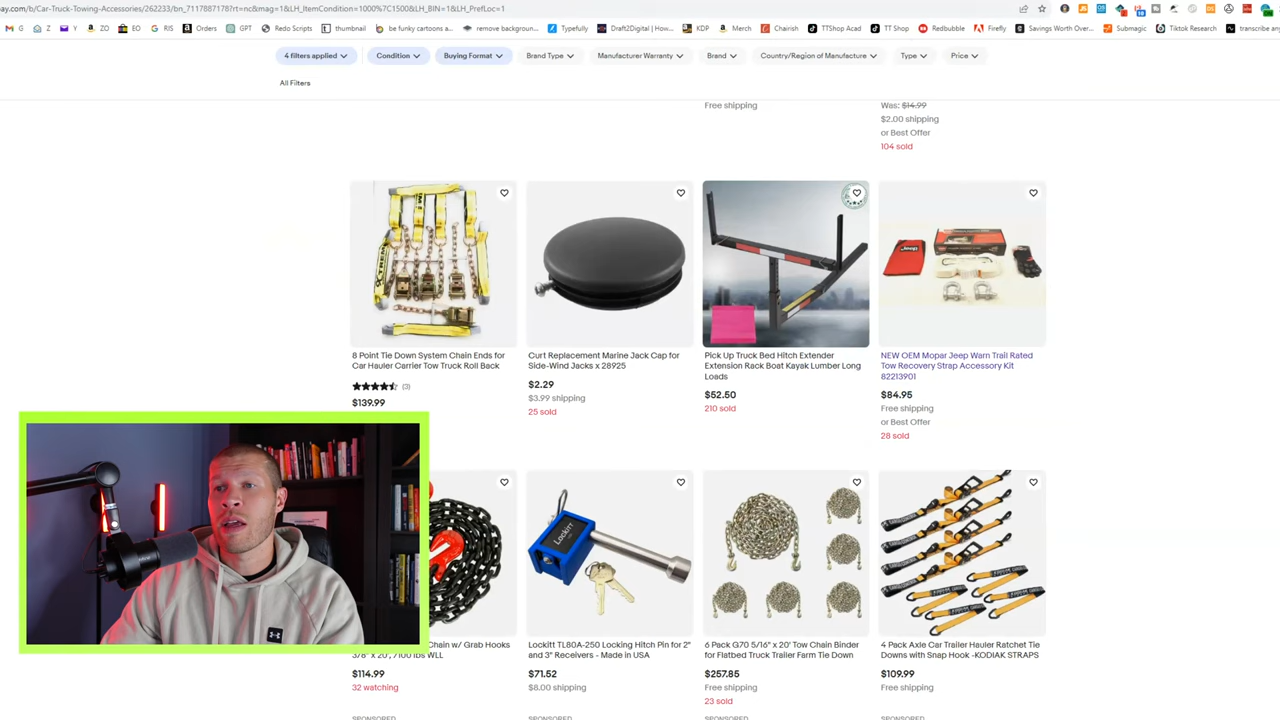 ay.com/b/Car-Truck-Towing-Accessories/262233/bn_7117887178?rt=nc&mag=1&LH_ItemCondition=1000%7C1500&LH_BIN=1&LH_PrefLoc=1
G Z Y ZO EO RIS Orders GPT Redo Scripts thumbnail be funky cartoons a... remove backgroun... Typefully Draft2Digital | How... KDP Merch Chairish TTShop Acad TT Shop Redbubble Firefly Savings Worth Over... Submagic Tiktok Research transcribe any
4 filters applied Condition Buying Format Brand Type Manufacturer Warranty Brand Country/Region of Manufacture Type Price
All Filters
Free shipping
Was: $14.99
$2.00 shipping
or Best Offer
104 sold
8 Point Tie Down System Chain Ends for
Car Hauler Carrier Tow Truck Roll Back
(3)
$139.99
Curt Replacement Marine Jack Cap for
Side-Wind Jacks x 28925
$2.29
$3.99 shipping
25 sold
Pick Up Truck Bed Hitch Extender
Extension Rack Boat Kayak Lumber Long
Loads
$52.50
210 sold
Jeep
NEW OEM Mopar Jeep Warn Trail Rated
Tow Recovery Strap Accessory Kit
82213901
$84.95
Free shipping
or Best Offer
28 sold
Chain w/ Grab Hooks
3/8" x 20', 7100 lbs WLL
$114.99
32 watching
SPONSORED
Lockitt
Lockitt TL80A-250 Locking Hitch Pin for 2"
and 3" Receivers - Made in USA
$71.52
$8.00 shipping
SPONSORED
6 Pack G70 5/16" x 20' Tow Chain Binder
for Flatbed Truck Trailer Farm Tie Down
$257.85
Free shipping
23 sold
SPONSORED
4 Pack Axle Car Trailer Hauler Ratchet Tie
Downs with Snap Hook -KODIAK STRAPS
$109.99
Free shipping
SPONSORED